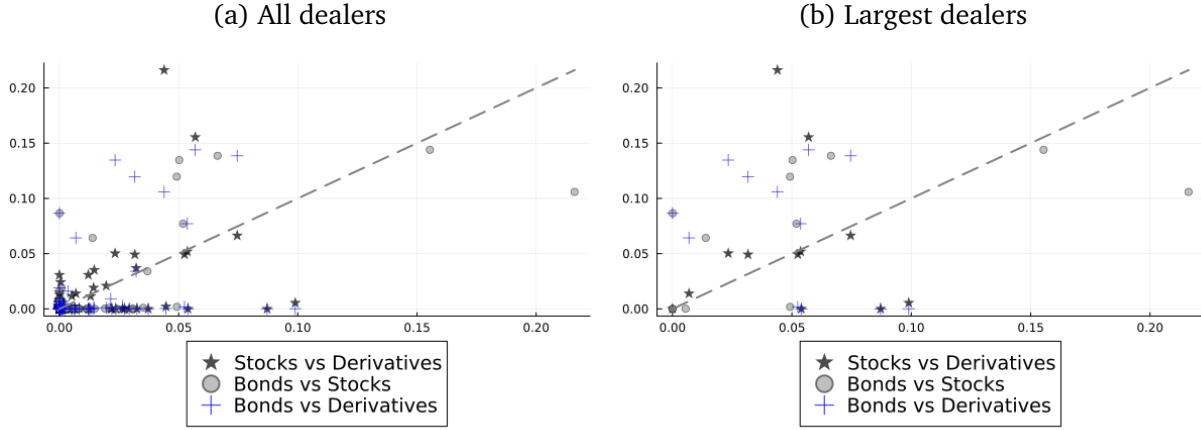 (a) All dealers
(b) Largest dealers
0.20
0.15
0.10
0.05
0.00
0.00 0.05 0.10 0.15 0.20
0.20
0.15
0.10
0.05
0.00
0.00 0.05 0.10 0.15 0.20
Stocks vs Derivatives
Bonds vs Stocks
Bonds vs Derivatives
Stocks vs Derivatives
Bonds vs Stocks
Bonds vs Derivatives